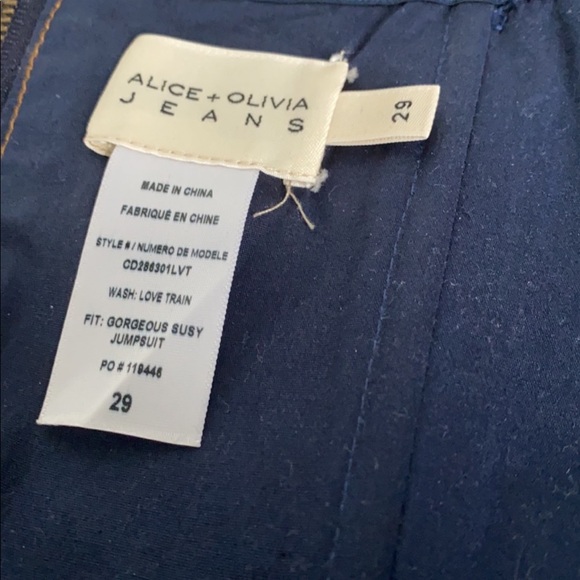 ALICE + OLIVIA
JEANS
29
MADE IN CHINA
FABRIQUÉ EN CHINE
STYLE # / NUMERO DE MODELE
CD286301LVT
WASH: LOVE TRAIN
FIT: GORGEOUS SUSY
JUMPSUIT
PO # 119446
29